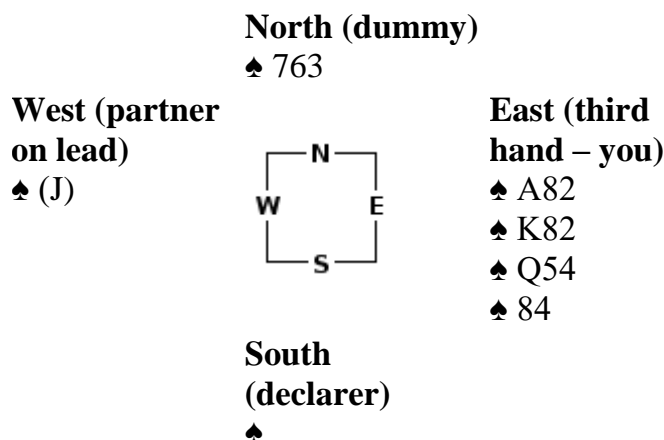 North (dummy)
♠ 763
West (partner
on lead)
♠ (J)
N
W E
S
East (third
hand – you)
♠ A82
♠ K82
♠ Q54
♠ 84
South
(declarer)
♠